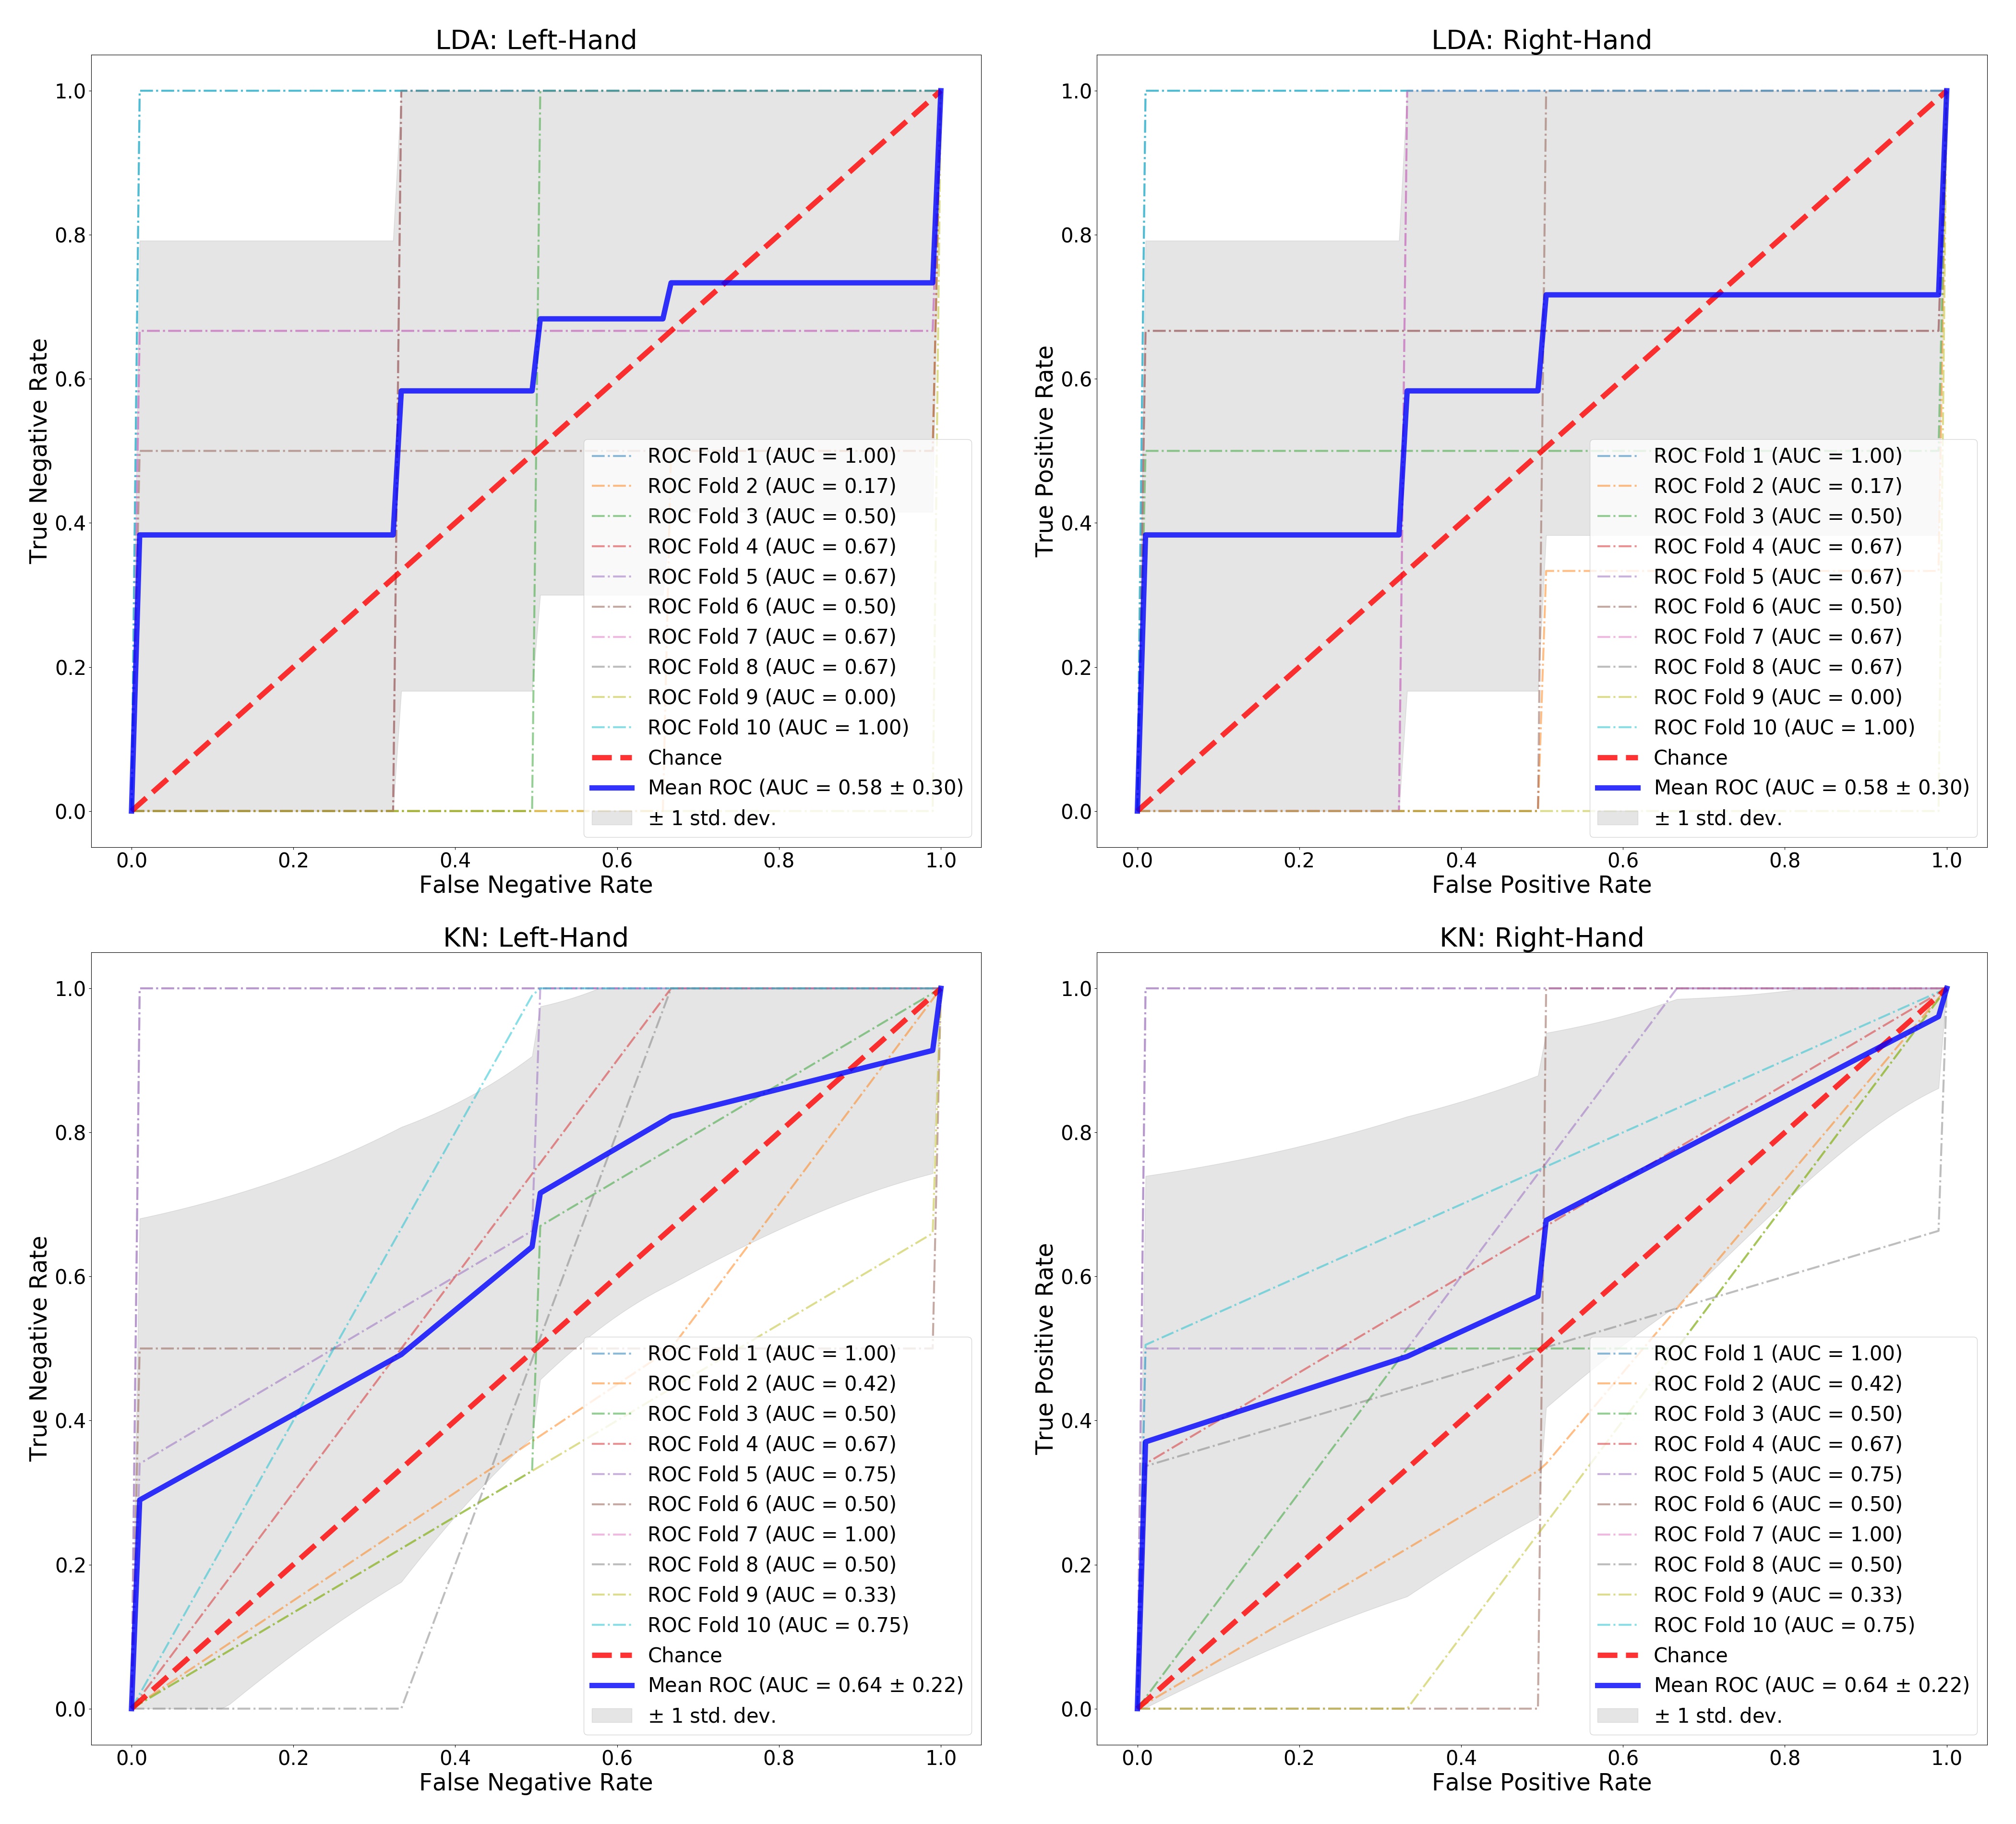 LDA: Left-Hand
True Negative Rate
1.0
0.8
0.6
0.4
0.2
0.0
ROC Fold 1 (AUC = 1.00)
ROC Fold 2 (AUC = 0.17)
ROC Fold 3 (AUC = 0.50)
ROC Fold 4 (AUC = 0.67)
ROC Fold 5 (AUC = 0.67)
ROC Fold 6 (AUC = 0.50)
ROC Fold 7 (AUC = 0.67)
ROC Fold 8 (AUC = 0.67)
ROC Fold 9 (AUC = 0.00)
ROC Fold 10 (AUC = 1.00)
Chance
Mean ROC (AUC = 0.58 ± 0.30)
± 1 std. dev.
0.0 0.2 0.4 0.6 0.8 1.0
False Negative Rate
LDA: Right-Hand
True Positive Rate
1.0
0.8
0.6
0.4
0.2
0.0
ROC Fold 1 (AUC = 1.00)
ROC Fold 2 (AUC = 0.17)
ROC Fold 3 (AUC = 0.50)
ROC Fold 4 (AUC = 0.67)
ROC Fold 5 (AUC = 0.67)
ROC Fold 6 (AUC = 0.50)
ROC Fold 7 (AUC = 0.67)
ROC Fold 8 (AUC = 0.67)
ROC Fold 9 (AUC = 0.00)
ROC Fold 10 (AUC = 1.00)
Chance
Mean ROC (AUC = 0.58 ± 0.30)
± 1 std. dev.
0.0 0.2 0.4 0.6 0.8 1.0
False Positive Rate
KN: Left-Hand
True Negative Rate
1.0
0.8
0.6
0.4
0.2
0.0
ROC Fold 1 (AUC = 1.00)
ROC Fold 2 (AUC = 0.42)
ROC Fold 3 (AUC = 0.50)
ROC Fold 4 (AUC = 0.67)
ROC Fold 5 (AUC = 0.75)
ROC Fold 6 (AUC = 0.50)
ROC Fold 7 (AUC = 1.00)
ROC Fold 8 (AUC = 0.50)
ROC Fold 9 (AUC = 0.33)
ROC Fold 10 (AUC = 0.75)
Chance
Mean ROC (AUC = 0.64 ± 0.22)
± 1 std. dev.
0.0 0.2 0.4 0.6 0.8 1.0
False Negative Rate
KN: Right-Hand
True Positive Rate
1.0
0.8
0.6
0.4
0.2
0.0
ROC Fold 1 (AUC = 1.00)
ROC Fold 2 (AUC = 0.42)
ROC Fold 3 (AUC = 0.50)
ROC Fold 4 (AUC = 0.67)
ROC Fold 5 (AUC = 0.75)
ROC Fold 6 (AUC = 0.50)
ROC Fold 7 (AUC = 1.00)
ROC Fold 8 (AUC = 0.50)
ROC Fold 9 (AUC = 0.33)
ROC Fold 10 (AUC = 0.75)
Chance
Mean ROC (AUC = 0.64 ± 0.22)
± 1 std. dev.
0.0 0.2 0.4 0.6 0.8 1.0
False Positive Rate